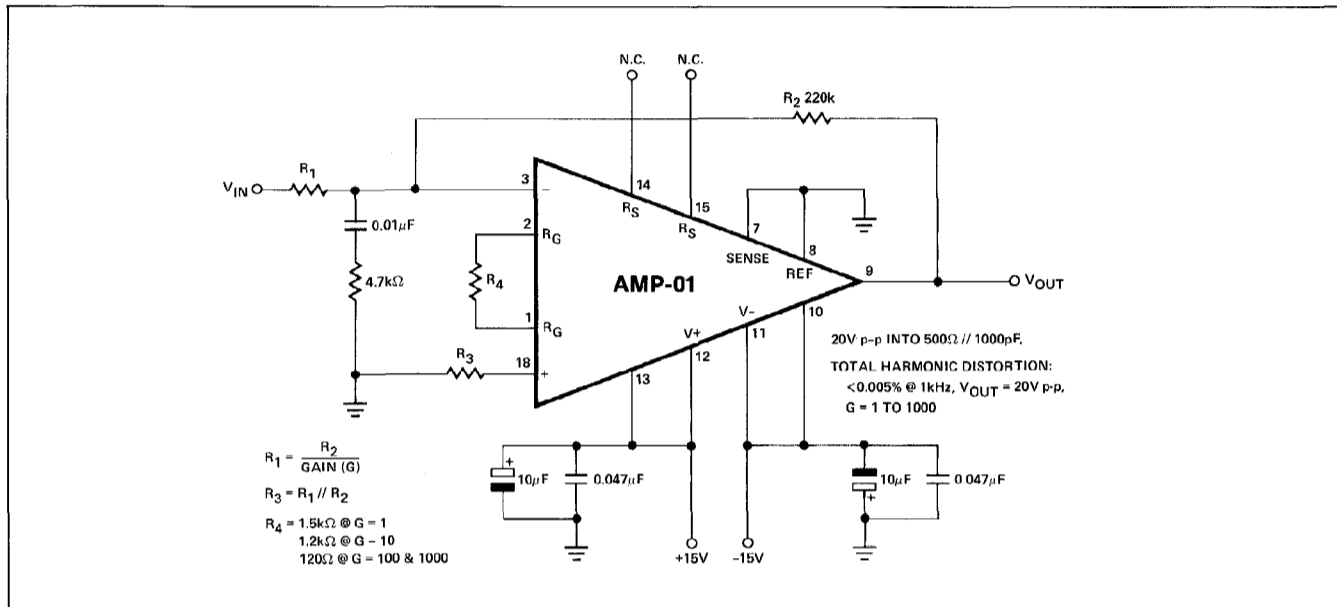 N.C. N.C.
R2 220k
R1
VIN
3 −
14
RS
15
RS
0.01µF
2 RG
7
SENSE
8
REF
4.7kΩ
R4
AMP-01
9
VOUT
1 RG
V−
11
10
V+
12
R3
18 +
13
20V p-p INTO 500Ω // 1000pF.
TOTAL HARMONIC DISTORTION:
<0.005% @ 1kHz, VOUT = 20V p-p,
G = 1 TO 1000
R1 = R2
GAIN (G)
R3 = R1 // R2
R4 = 1.5kΩ @ G = 1
1.2kΩ @ G − 10
120Ω @ G = 100 & 1000
+
10µF
0.047µF
10µF
+
0.047µF
+15V −15V